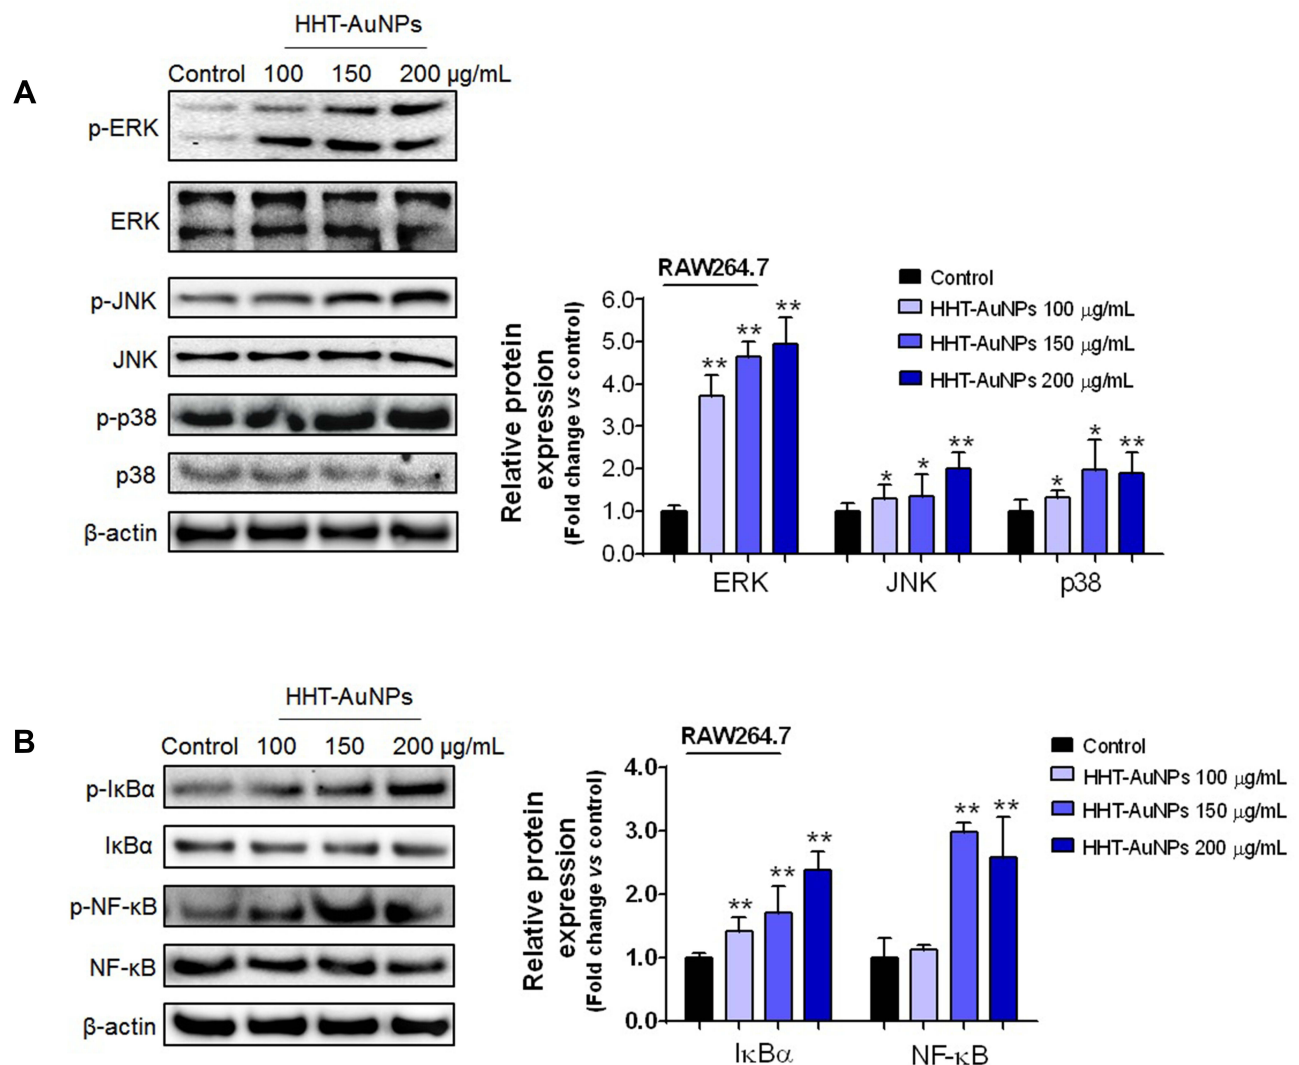 HHT-AuNPs
A
Control 100 150 200 μg/mL
p-ERK
ERK
p-JNK
JNK
p-p38
p38
β-actin
RAW264.7
Control
HHT-AuNPs 100 μg/mL
HHT-AuNPs 150 μg/mL
HHT-AuNPs 200 μg/mL
Relative protein
expression
(Fold change vs control)
6.0
5.0
4.0
3.0
2.0
1.0
0.0
** ** **
* * **
* * **
ERK JNK p38
HHT-AuNPs
B
Control 100 150 200 μg/mL
p-IκBα
IκBα
p-NF-κB
NF-κB
β-actin
RAW264.7
Control
HHT-AuNPs 100 μg/mL
HHT-AuNPs 150 μg/mL
HHT-AuNPs 200 μg/mL
Relative protein
expression
(Fold change vs control)
4.0
3.0
2.0
1.0
0.0
** ** **
** **
IκBα NF-κB